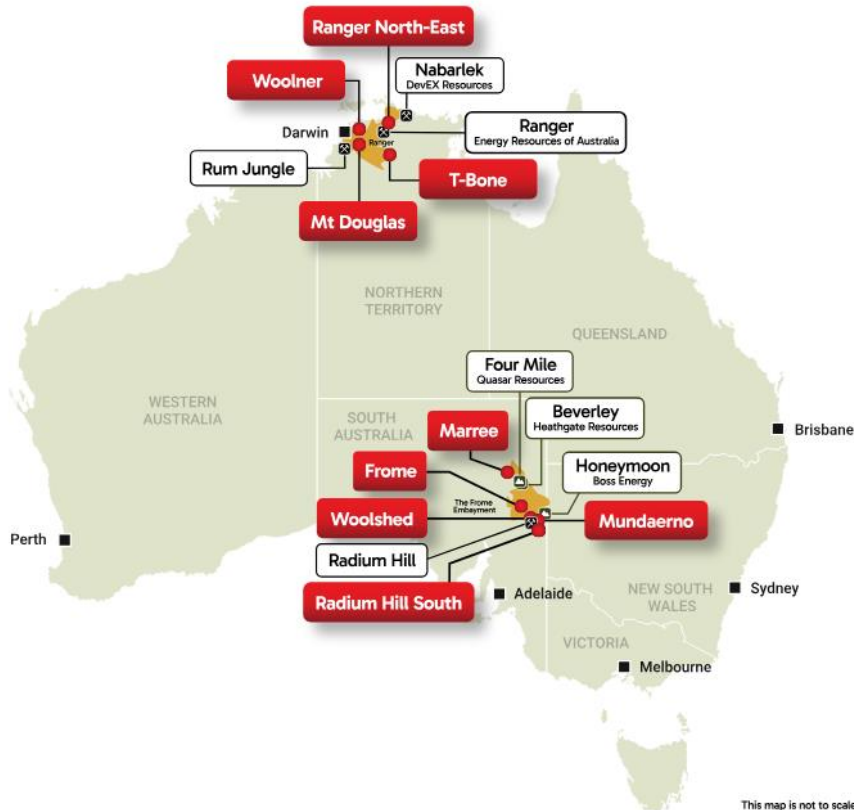 Ranger North-East
Nabarlek
DevEX Resources
Woolner
Darwin
Ranger
Energy Resources of Australia
Ranger
Rum Jungle
T-Bone
Mt Douglas
NORTHERN
TERRITORY
QUEENSLAND
WESTERN
AUSTRALIA
SOUTH
AUSTRALIA
Four Mile
Quasar Resources
Beverley
Heathgate Resources
Marree
Brisbane
Frome
Honeymoon
Boss Energy
The Frome
Embayment
Woolshed
Mundaerno
Perth
Radium Hill
Radium Hill South
Adelaide
NEW SOUTH
WALES
Sydney
VICTORIA
Melbourne
This map is not to scale